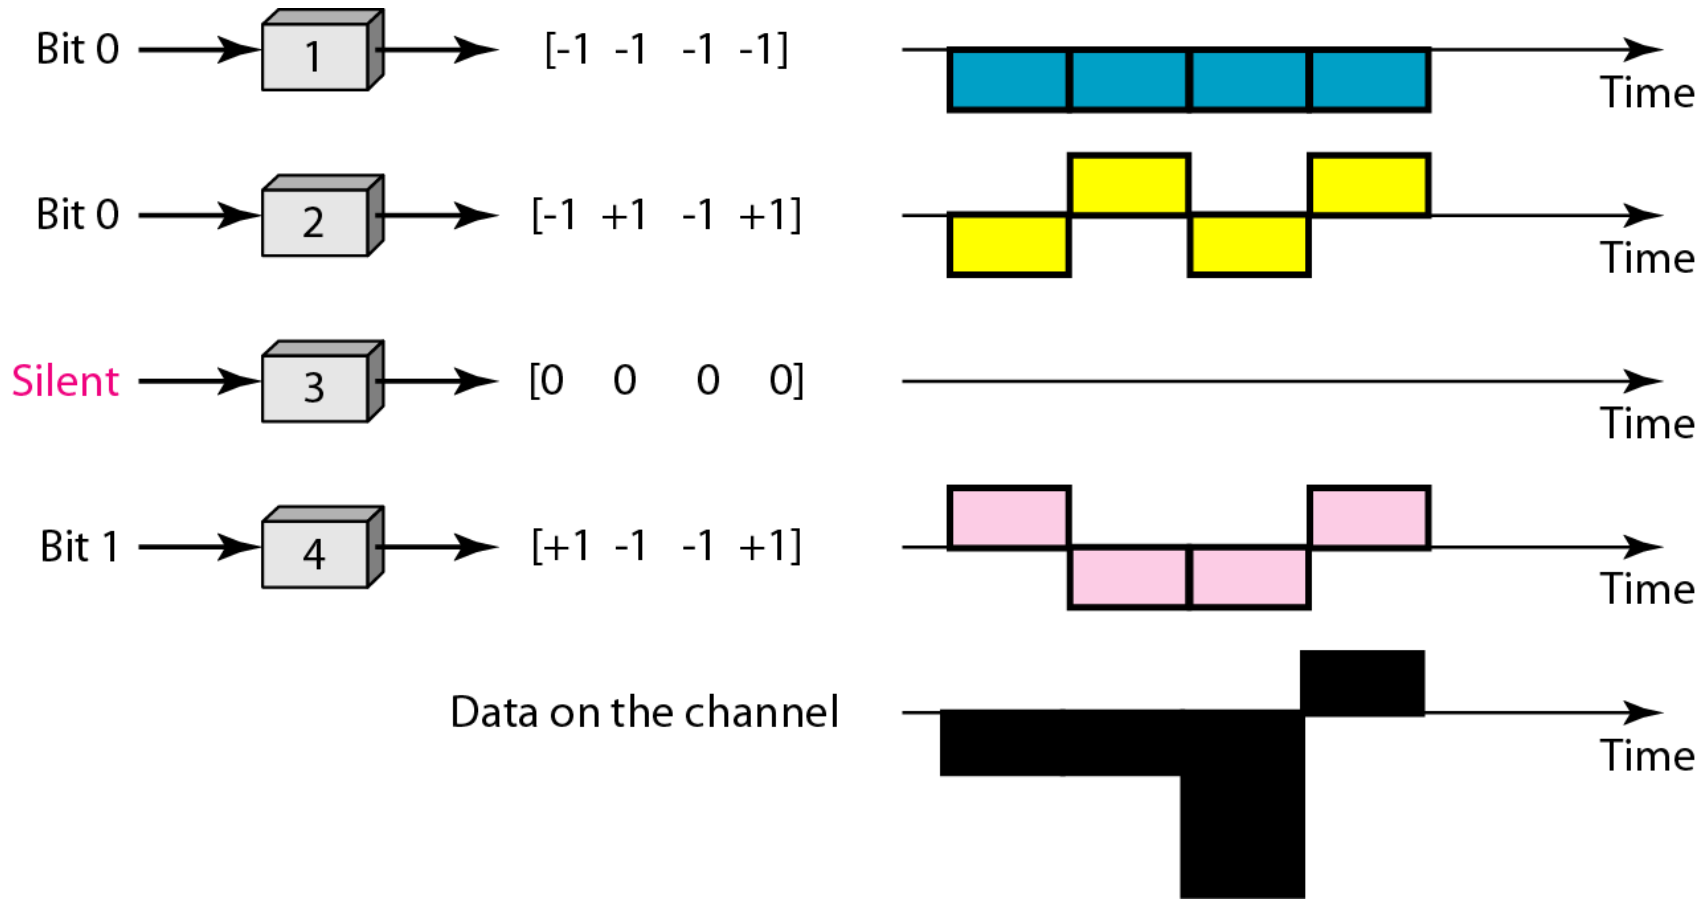 Bit 0 1 [-1 -1 -1 -1] Time
Bit 0 2 [-1 +1 -1 +1] Time
Silent 3 [0 0 0 0] Time
Bit 1 4 [+1 -1 -1 +1] Time
Data on the channel Time